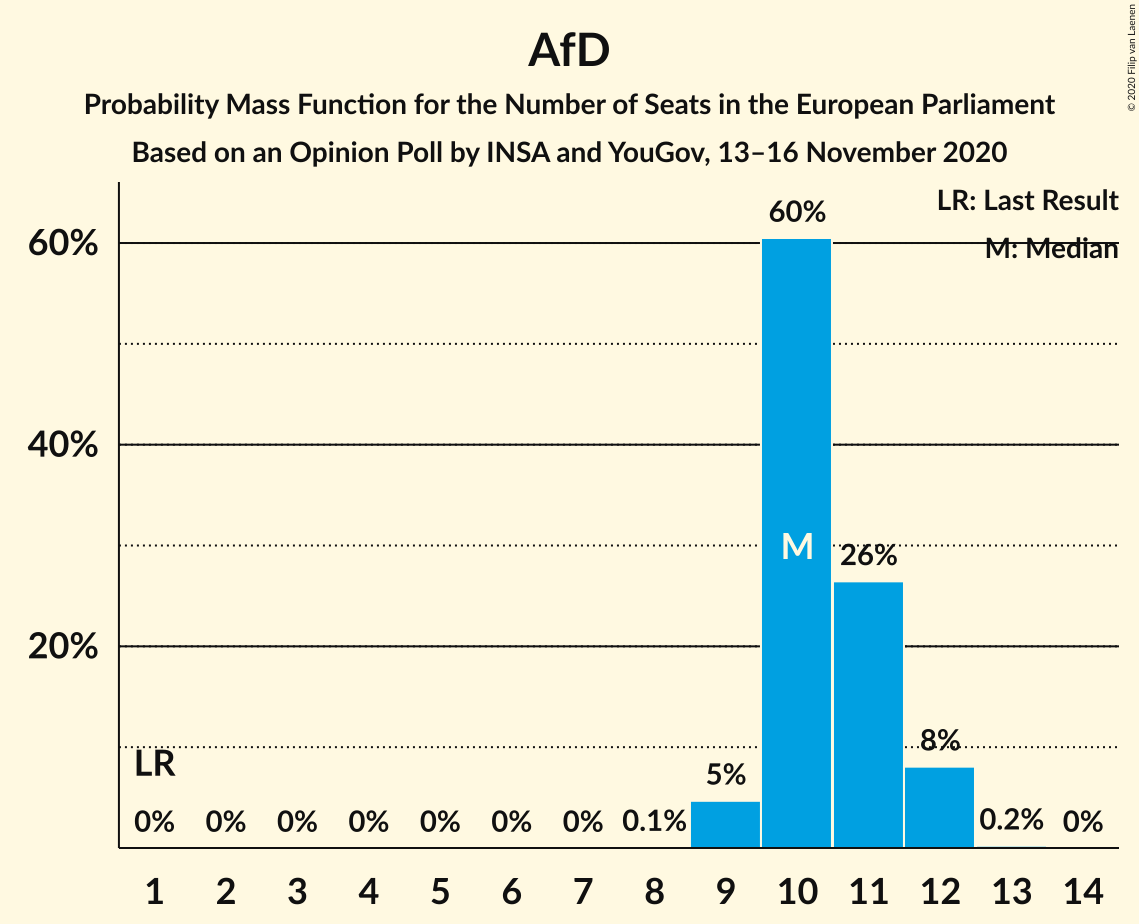 AfD
Probability Mass Function for the Number of Seats in the European Parliament
Based on an Opinion Poll by INSA and YouGov, 13–16 November 2020
© 2020 Filip van Laenen
LR: Last Result
M: Median
60%
40%
20%
LR
0% 0% 0% 0% 0% 0% 0% 0.1% 5% 60% 26% 8% 0.2% 0%
M
1 2 3 4 5 6 7 8 9 10 11 12 13 14